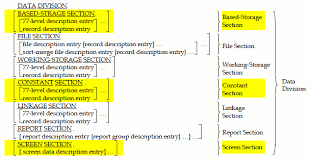 DATA DIVISION.
BASED-STRAGE SECTION.
77-level description entry ...
record description entry
Based-Storage Section
FILE SECTION.
file description entry [record description entry] ... ...
sort-merge file description entry [record description entry] ...
File Section
WORKING-STORAGE SECTION.
77-level description entry ...
record description entry
Working-Storage Section
CONSTANT SECTION.
77-level description entry ...
record description entry
Constant Section
Data Division
LINKAGE SECTION.
77-level description entry ...
record description entry
Linkage Section
REPORT SECTION.
[ report description entry [report group description entry] ... ] ...
Report Section
SCREEN SECTION.
[ screen data description entry] ...
Screen Section